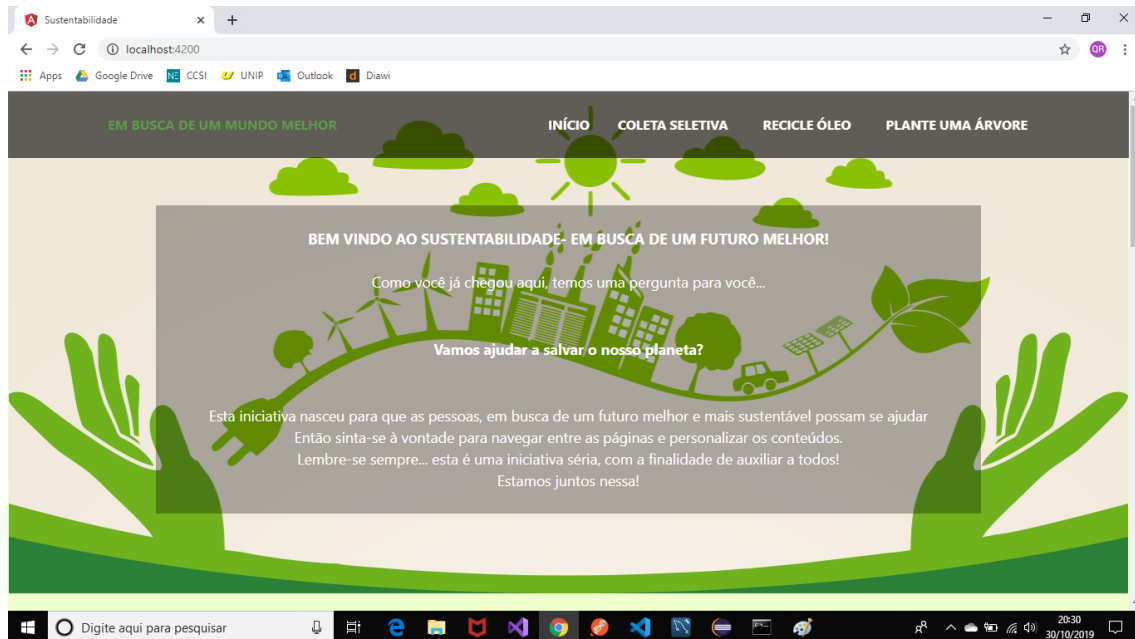 Sustentabilidade
localhost:4200
QR
Apps Google Drive NE CCSI UNIP Outlook d Diawi
EM BUSCA DE UM MUNDO MELHOR INÍCIO COLETA SELETIVA RECICLE ÓLEO PLANTE UMA ÁRVORE
BEM VINDO AO SUSTENTABILIDADE- EM BUSCA DE UM FUTURO MELHOR!
Como você já chegou aqui, temos uma pergunta para você...
Vamos ajudar a salvar o nosso planeta?
Esta iniciativa nasceu para que as pessoas, em busca de um futuro melhor e mais sustentável possam se ajudar
Então sinta-se à vontade para navegar entre as páginas e personalizar os conteúdos.
Lembre-se sempre... esta é uma iniciativa séria, com a finalidade de auxiliar a todos!
Estamos juntos nessa!
Digite aqui para pesquisar
20:30
30/10/2019